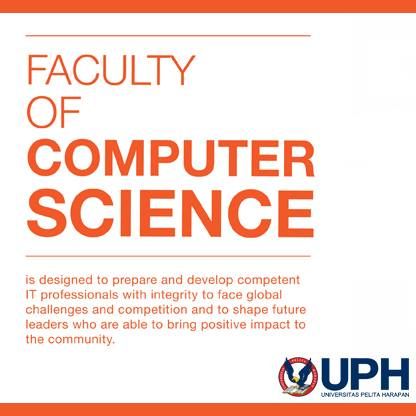 FACULTY
OF
COMPUTER
SCIENCE
is designed to prepare and develop competent
IT professionals with integrity to face global
challenges and competition and to shape future
leaders who are able to bring positive impact to
the community.
UPH
UNIVERSITAS PELITA HARAPAN